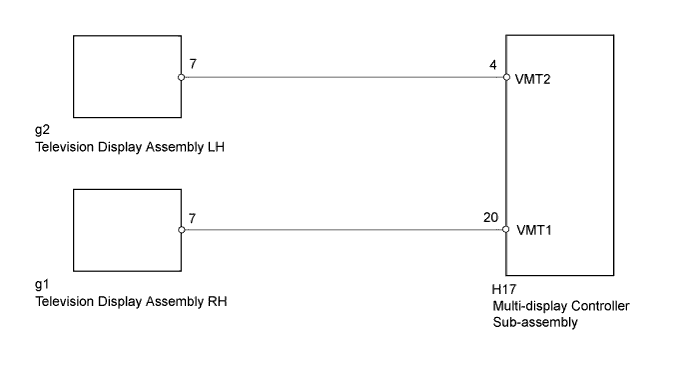 7
4
VMT2
g2
Television Display Assembly LH
7
20
VMT1
g1
Television Display Assembly RH
H17
Multi-display Controller
Sub-assembly